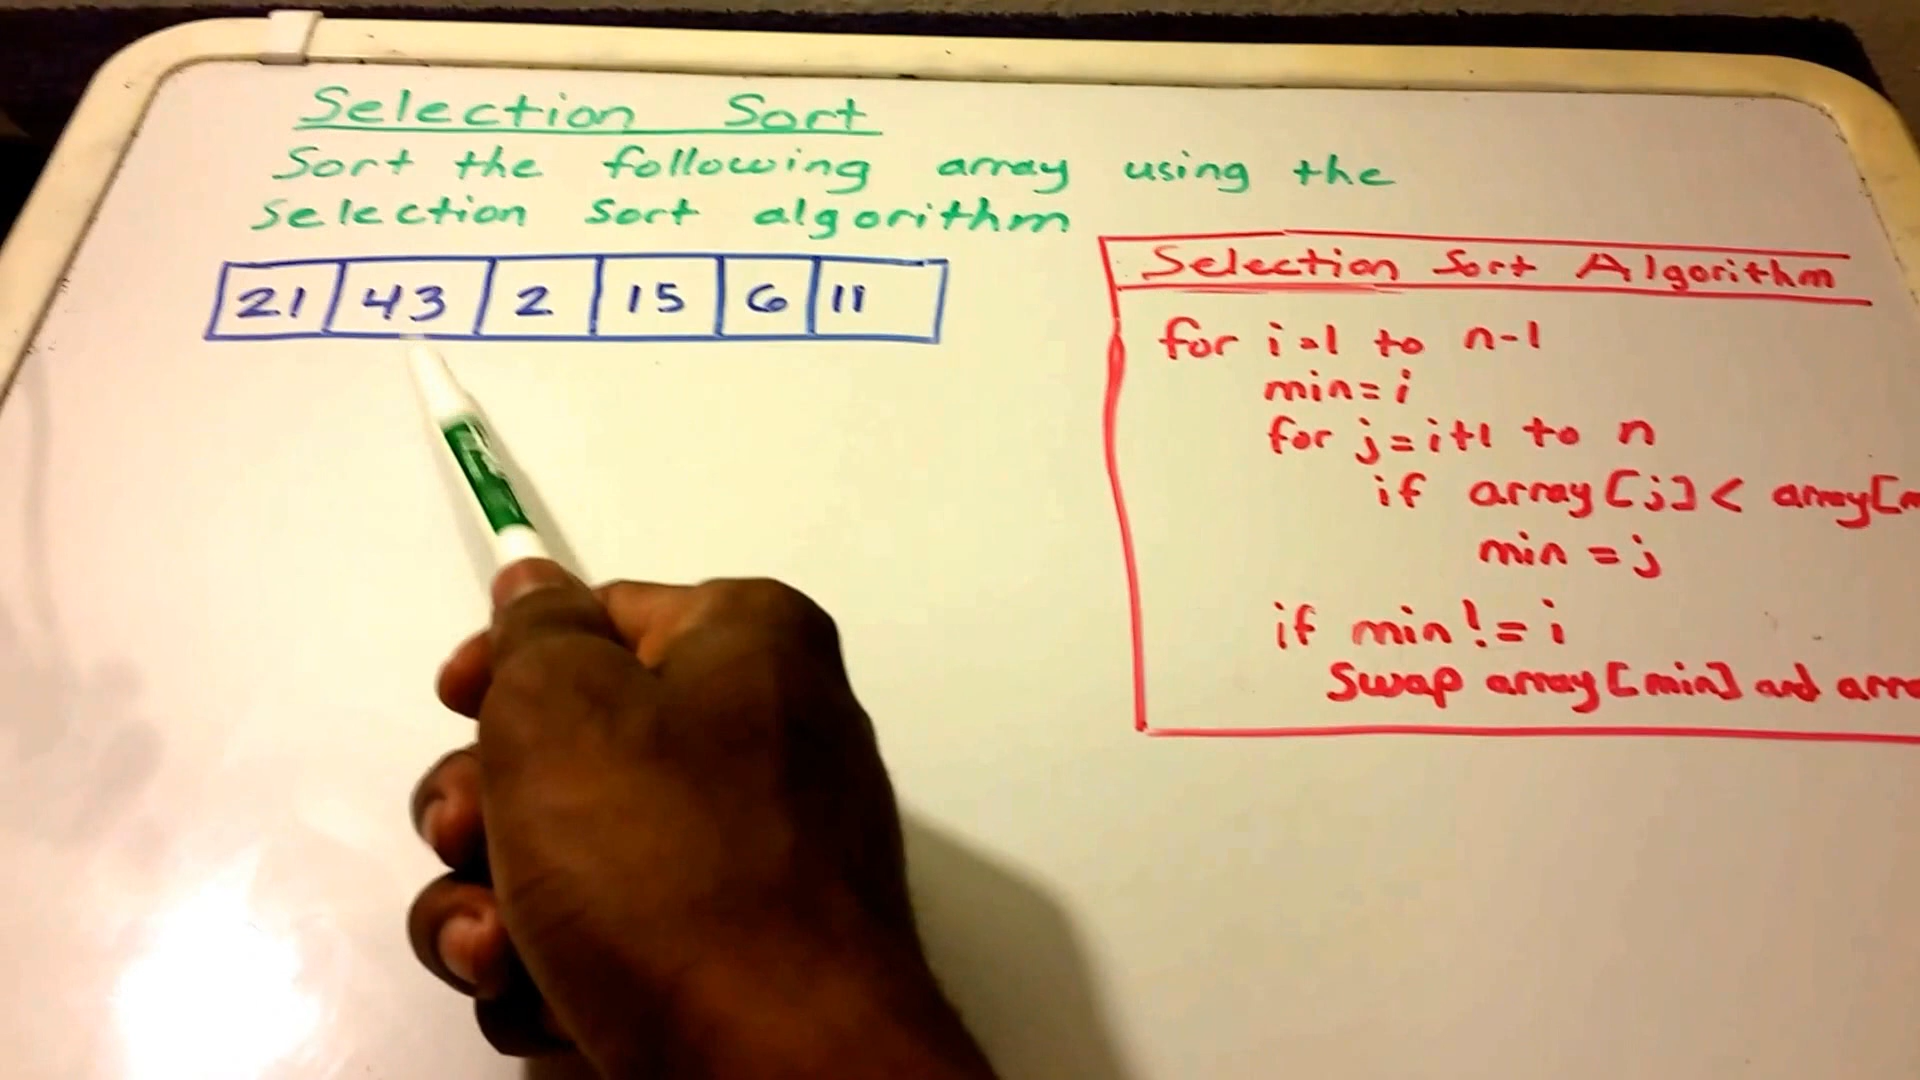 Selection Sort
Sort the following array using the
selection sort algorithm
21 43 2 15 6 11
Selection Sort Algorithm
for i=1 to n-1
min=i
for j=i+1 to n
if array[j] <
min = j
if min != i
Swap array[min] and